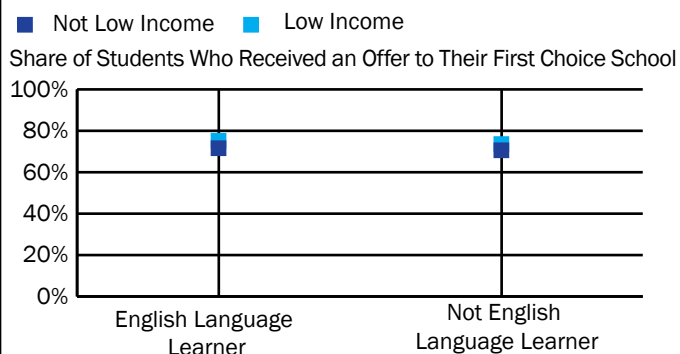 Not Low Income Low Income
Share of Students Who Received an Offer to Their First Choice School
100%
80%
60%
40%
20%
0%
English Language
Learner
Not English
Language Learner